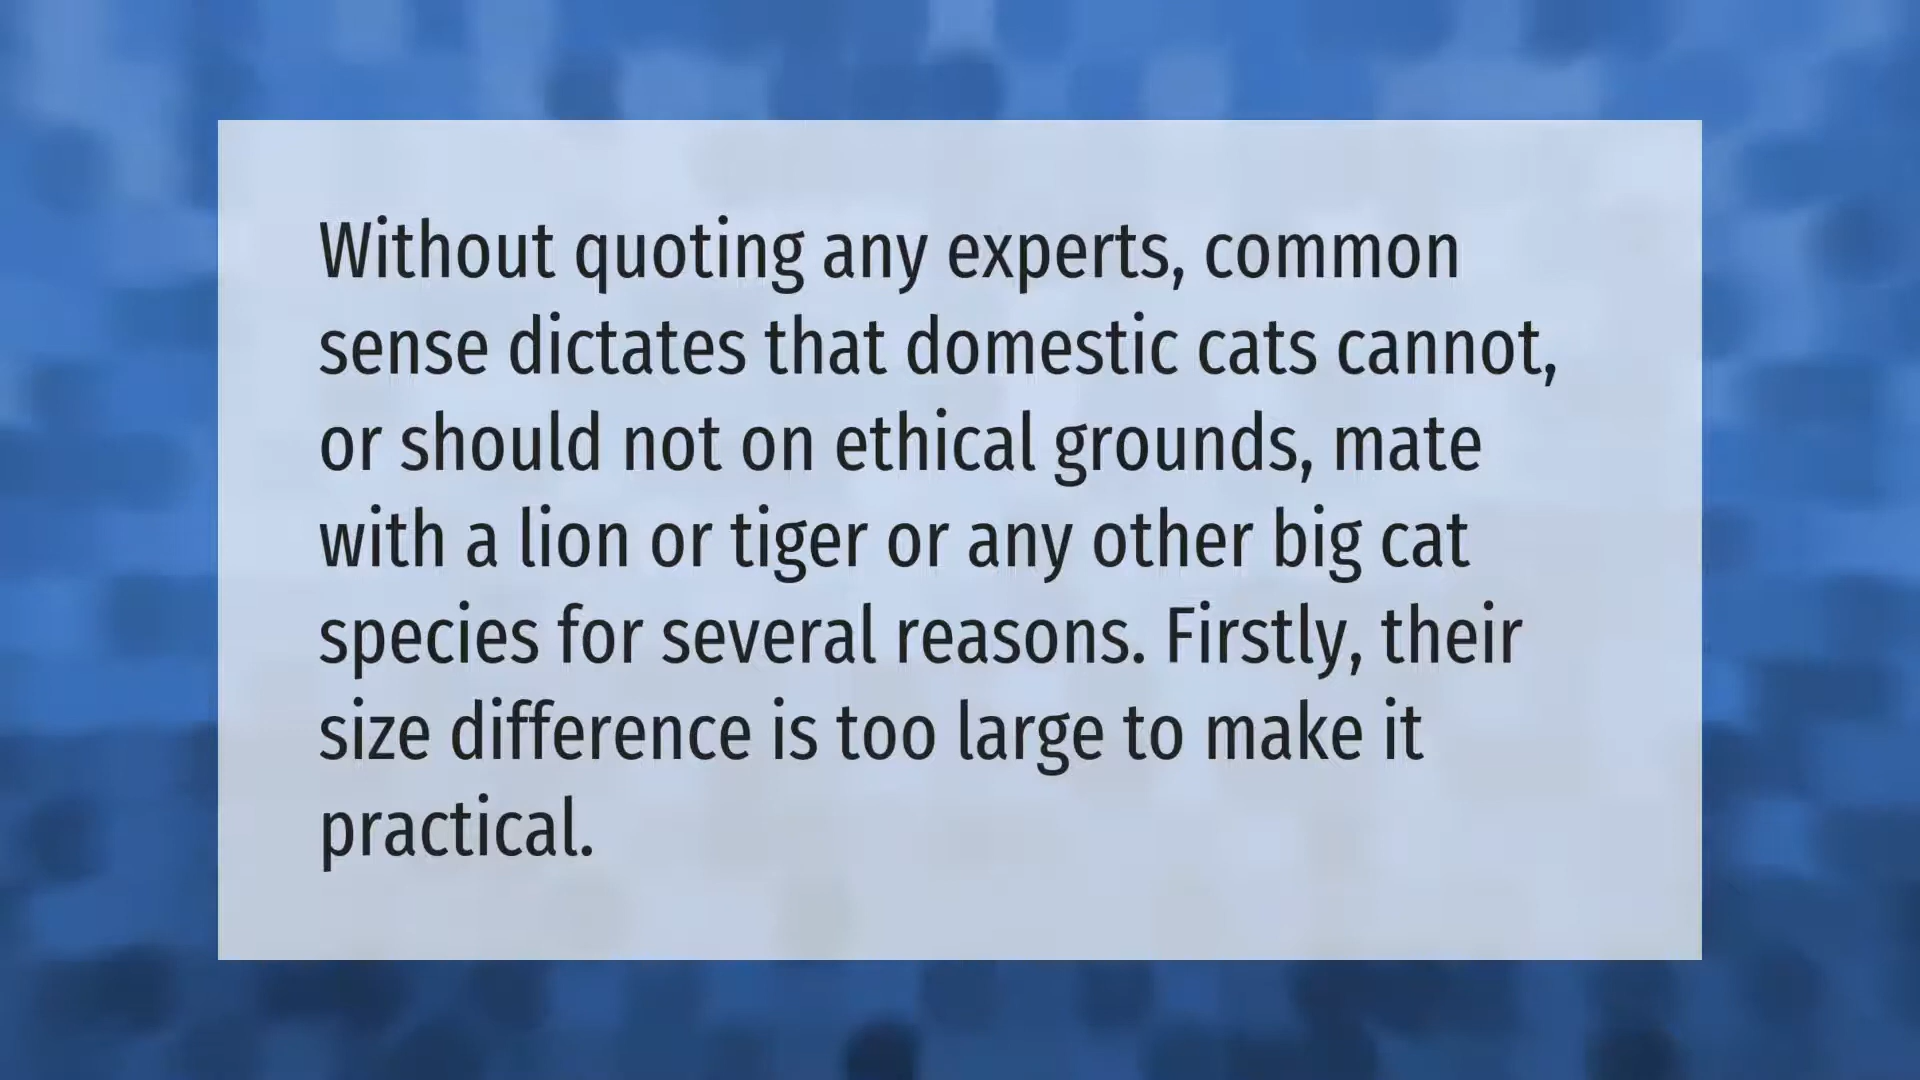 Without quoting any experts, common
sense dictates that domestic cats cannot,
or should not on ethical grounds, mate
with a lion or tiger or any other big cat
species for several reasons. Firstly, their
size difference is too large to make it
practical.